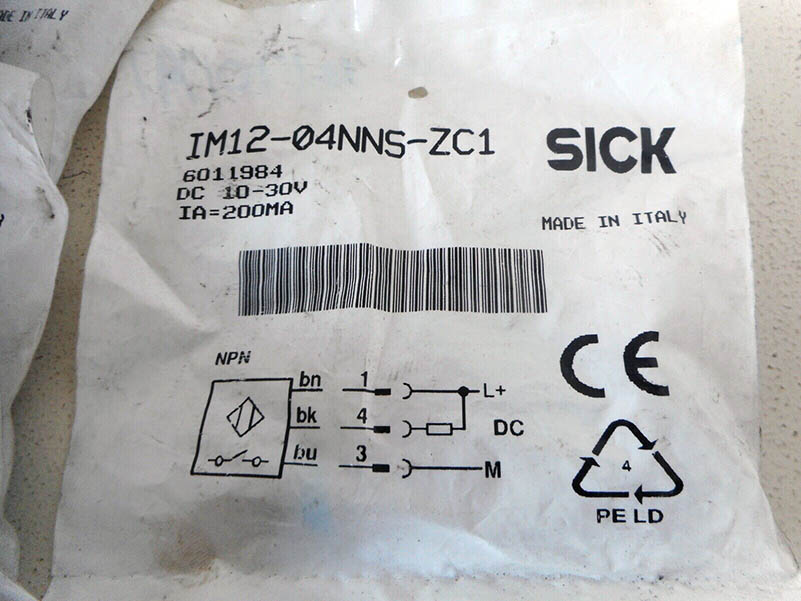 MADE IN ITALY
IM12-04NNS-ZC1
6011984
DC 10-30V
IA=200MA
SICK
MADE IN ITALY
NPN
bn 1 L+
bk 4 DC
bu 3 M
CE
4
PE LD